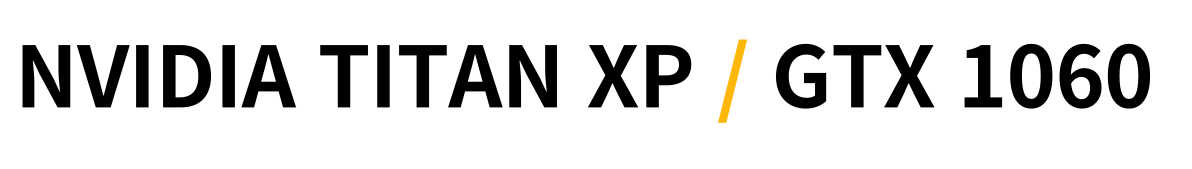 NVIDIA TITAN XP / GTX 1060